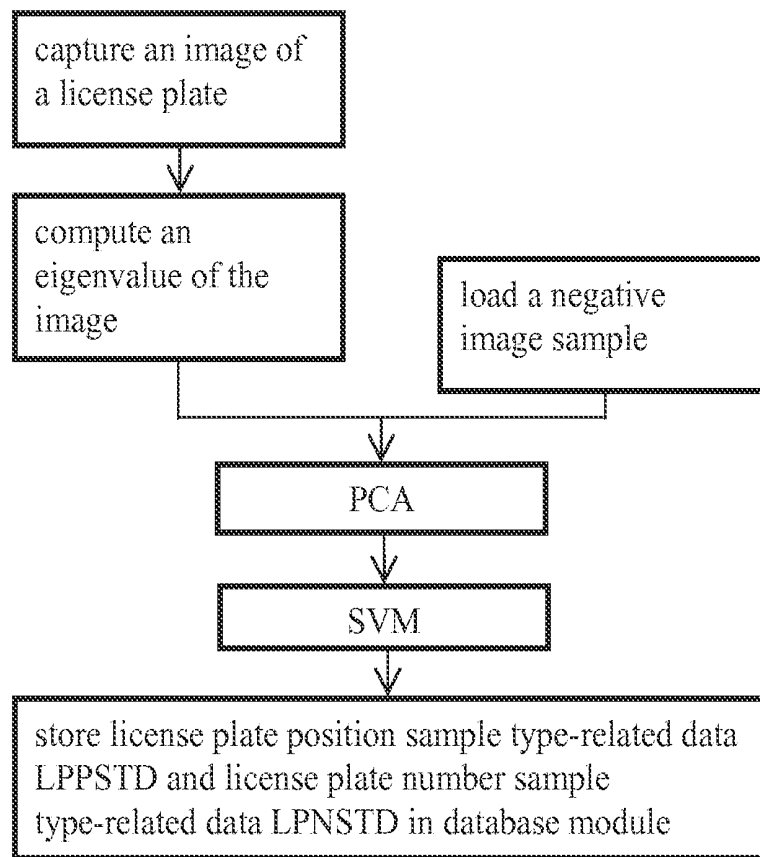 capture an image of
a license plate
compute an
eigenvalue of the
image
load a negative
image sample
PCA
SVM
store license plate position sample type-related data
LPPSTD and license plate number sample
type-related data LPNSTD in database module